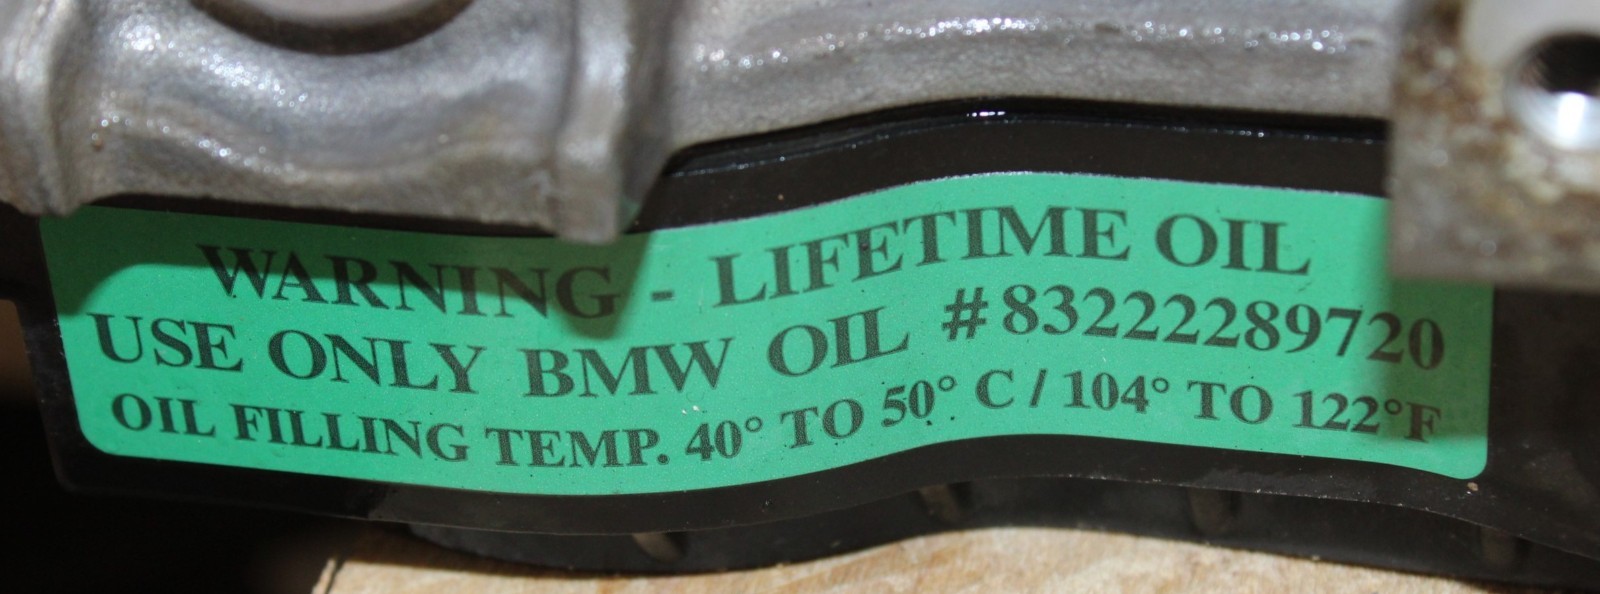 WARNING - LIFETIME OIL
USE ONLY BMW OIL #83222289720
OIL FILLING TEMP. 40° TO 50° C / 104° TO 122°F